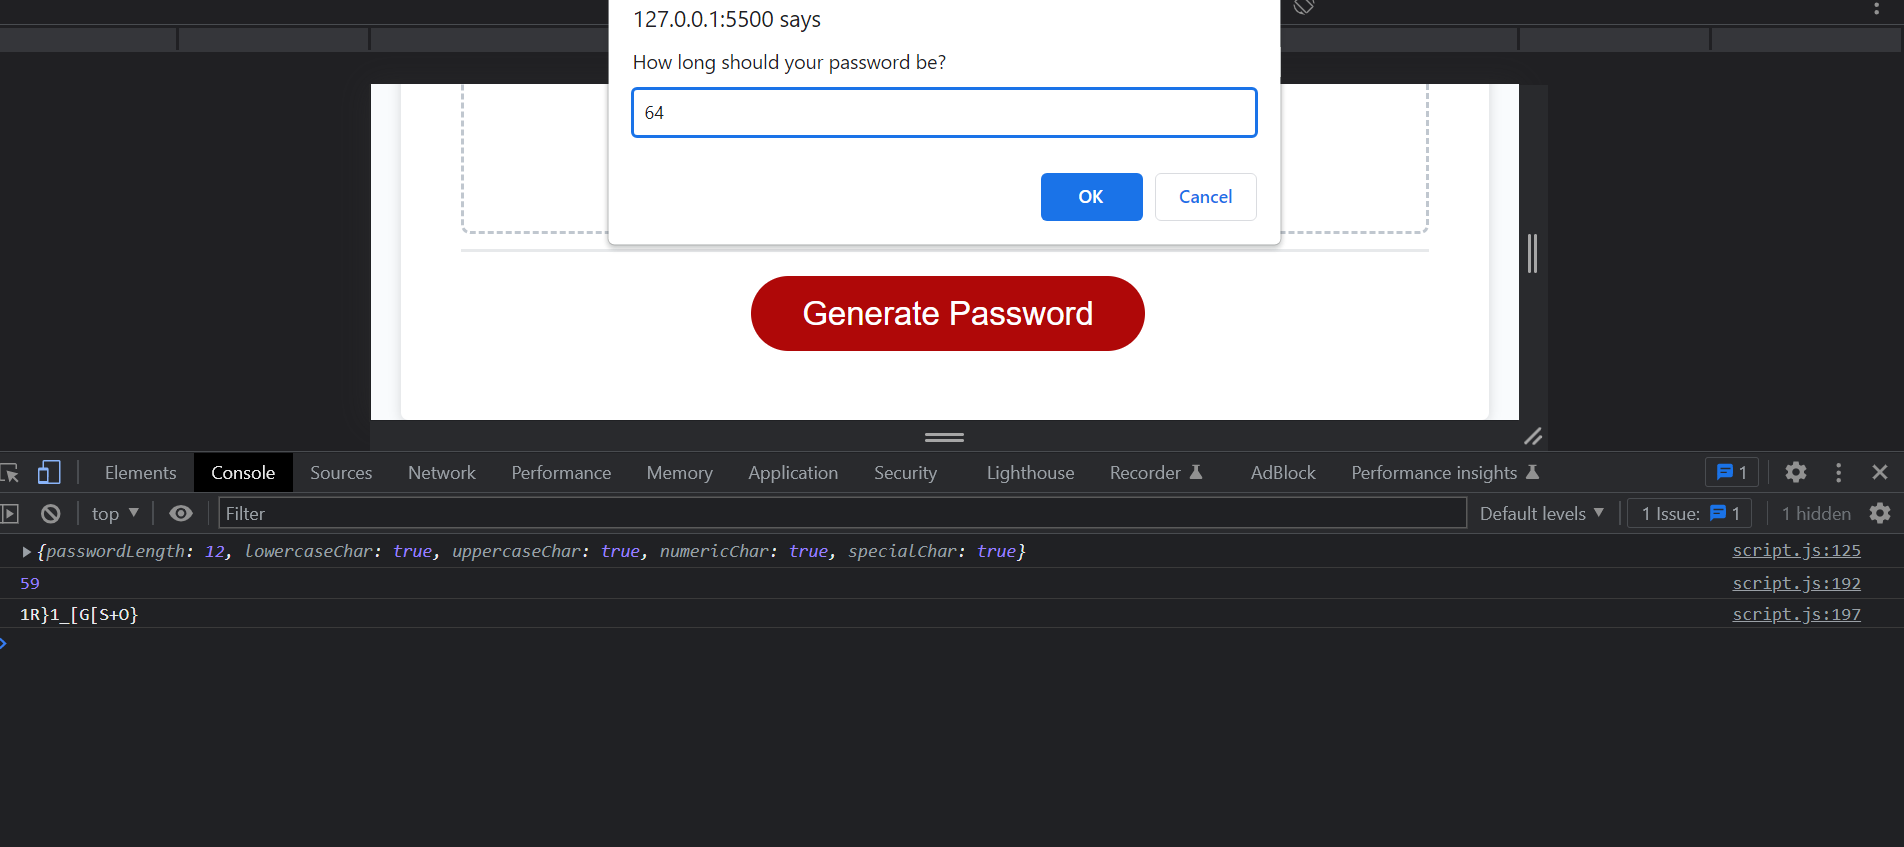 127.0.0.1:5500 says
How long should your password be?
64
OK Cancel
Generate Password
Elements Console Sources Network Performance Memory Application Security Lighthouse Recorder AdBlock Performance insights 1
top Filter Default levels 1 Issue: 1 1 hidden
{passwordLength: 12, lowercaseChar: true, uppercaseChar: true, numericChar: true, specialChar: true} script.js:125
59 script.js:192
1R}1_[G[S+O} script.js:197